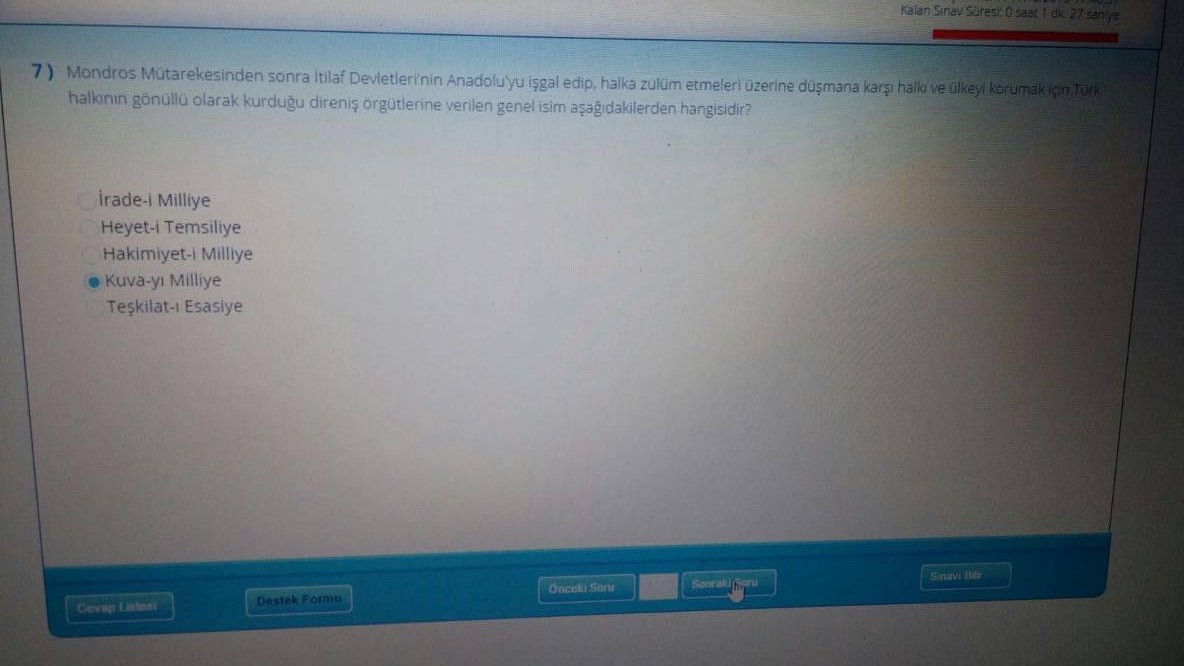 Kalan Sınav Süresi: 0 saat 1 dk. 27 saniye
7) Mondros Mütarekesinden sonra İtilaf Devletleri'nin Anadolu'yu işgal edip, halka zulüm etmeleri üzerine düşmana karşı halkı ve ülkeyi korumak için Türk
halkının gönüllü olarak kurduğu direniş örgütlerine verilen genel isim aşağıdakilerden hangisidir?
İrade-i Milliye
Heyet-i Temsiliye
Hakimiyet-i Milliye
Kuva-yı Milliye
Teşkilat-ı Esasiye
Cevap Listesi
Destek Formu
Önceki Soru
Sonraki Soru
Sınavı Bitir